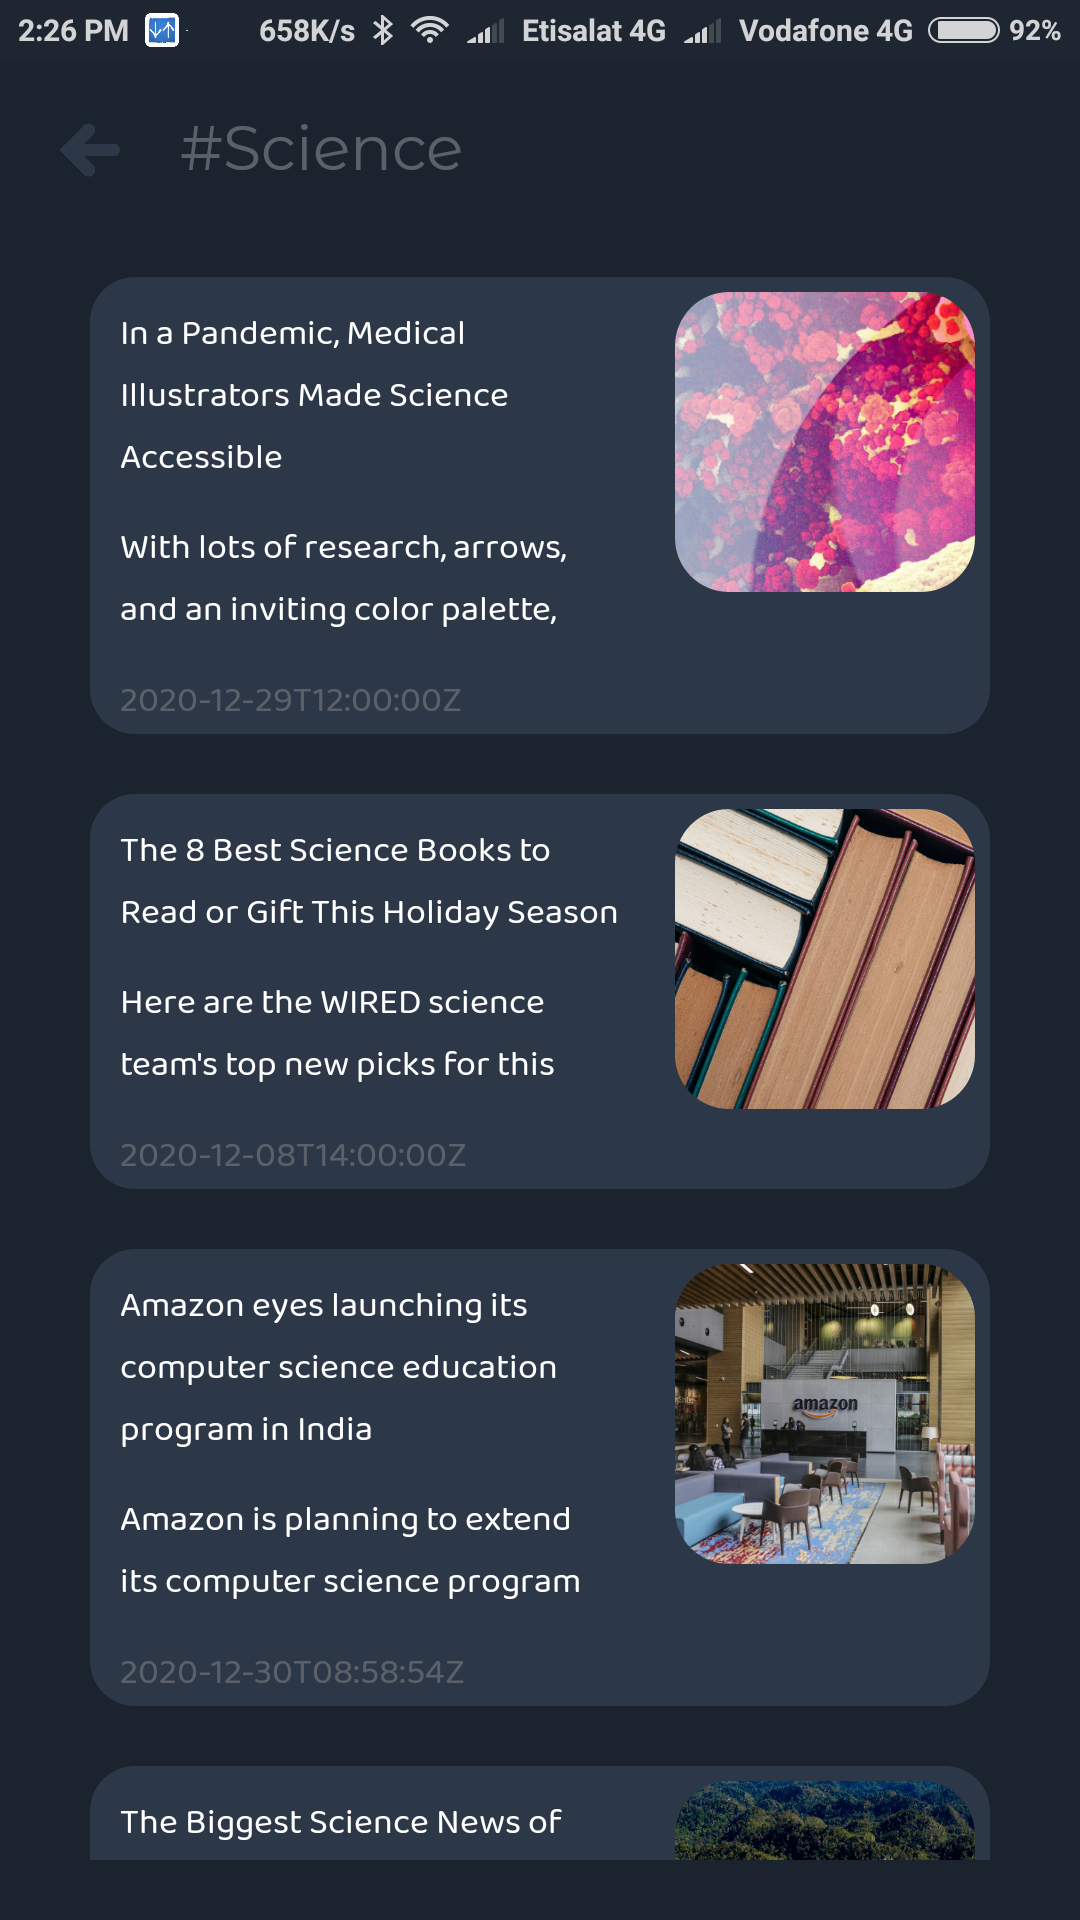 2:26 PM 658K/s Etisalat 4G Vodafone 4G 92%
#Science
In a Pandemic, Medical
Illustrators Made Science
Accessible
With lots of research, arrows,
and an inviting color palette,
2020-12-29T12:00:00Z
The 8 Best Science Books to
Read or Gift This Holiday Season
Here are the WIRED science
team's top new picks for this
2020-12-08T14:00:00Z
Amazon eyes launching its
computer science education
program in India
amazon
Amazon is planning to extend
its computer science program
2020-12-30T08:58:54Z
The Biggest Science News of